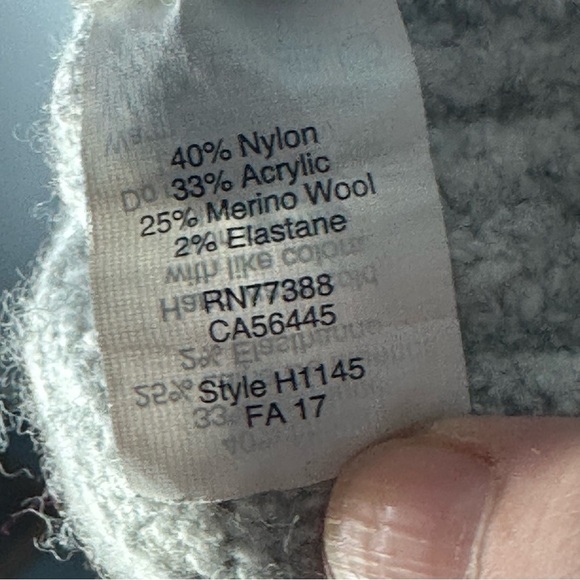 40% Nylon
33% Acrylic
25% Merino Wool
2% Elastane
RN77388
CA56445
Style H1145
FA 17